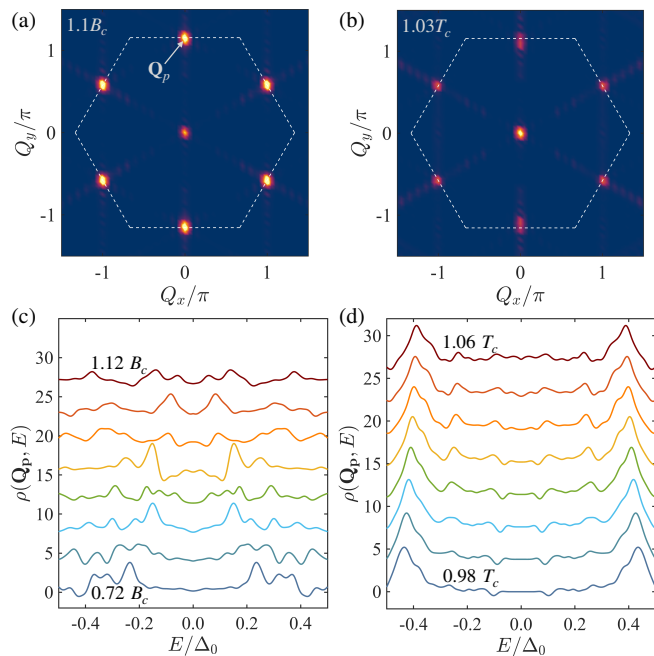 (a)
1.1B_c
Q_p
Q_y/π
1
0
-1
-1
0
1
Q_x/π
(b)
1.03T_c
Q_y/π
1
0
-1
-1
0
1
Q_x/π
(c)
1.12 B_c
0.72 B_c
ρ(Q_p, E)
30
25
20
15
10
5
0
-0.4
-0.2
0.0
0.2
0.4
E/Δ_0
(d)
1.06 T_c
0.98 T_c
ρ(Q_p, E)
30
25
20
15
10
5
0
-0.4
-0.2
0.0
0.2
0.4
E/Δ_0